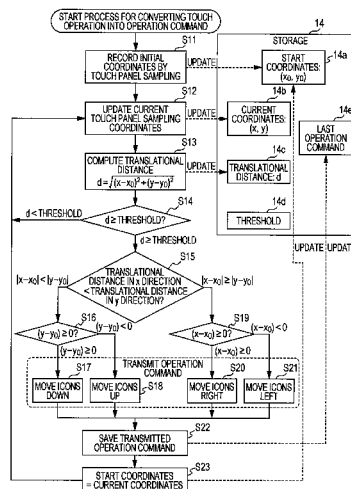 START PROCESS FOR CONVERTING TOUCH
OPERATION INTO OPERATION COMMAND
S11
RECORD INITIAL
COORDINATES BY
TOUCH PANEL SAMPLING
UPDATE
14
STORAGE
14a
START
COORDINATES:
(x₀, y₀)
S12
UPDATE CURRENT
TOUCH PANEL SAMPLING
COORDINATES
UPDATE
14b
CURRENT
COORDINATES:
(x, y)
14e
LAST
OPERATION
COMMAND
S13
COMPUTE TRANSLATIONAL
DISTANCE
d=√(x-x₀)²+(y-y₀)²
UPDATE
14c
TRANSLATIONAL
DISTANCE: d
14d
THRESHOLD
S14
d<THRESHOLD
d≥THRESHOLD?
d≥THRESHOLD
UPDATE
UPDATE
S15
TRANSLATIONAL
DISTANCE IN x DIRECTION
<TRANSLATIONAL DISTANCE
IN y DIRECTION?
|x-x₀|<|y-y₀|
|x-x₀|≥|y-y₀|
S16
(y-y₀)≥0?
(y-y₀)<0
(y-y₀)≥0
S19
(x-x₀)≥0?
(x-x₀)<0
(x-x₀)≥0
TRANSMIT OPERATION
COMMAND
S17
MOVE ICONS
DOWN
MOVE ICONS
UP
S18
S20
MOVE ICONS
RIGHT
S21
MOVE ICONS
LEFT
S22
SAVE TRANSMITTED
OPERATION COMMAND
S23
START COORDINATES
= CURRENT COORDINATES